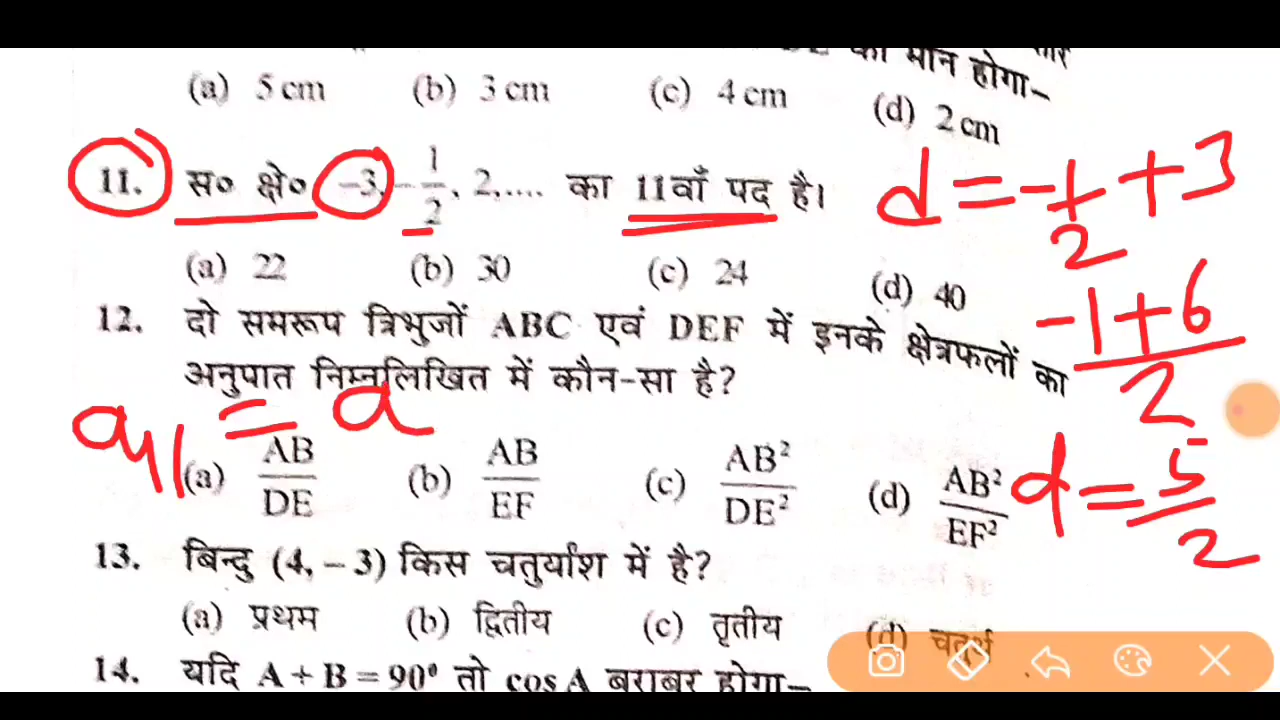 का मान होगा–
(a) 5 cm (b) 3 cm (c) 4 cm (d) 2 cm
11. स० क्षे० –3, –1/2, 2,.... का 11वाँ पद है।
d = -1/2 + 3
(a) 22 (b) 30 (c) 24 (d) 40
-1+6/2
12. दो समरूप त्रिभुजों ABC एवं DEF में इनके क्षेत्रफलों का
अनुपात निम्नलिखित में कौन-सा है?
a11 = a
(a) AB/DE (b) AB/EF (c) AB²/DE² (d) AB²/EF²
d = 5/2
13. बिन्दु (4, – 3) किस चतुर्यांश में है?
(a) प्रथम (b) द्वितीय (c) तृतीय (d) चतुर्थ
14. यदि A + B = 90° तो cos A बराबर होगा–